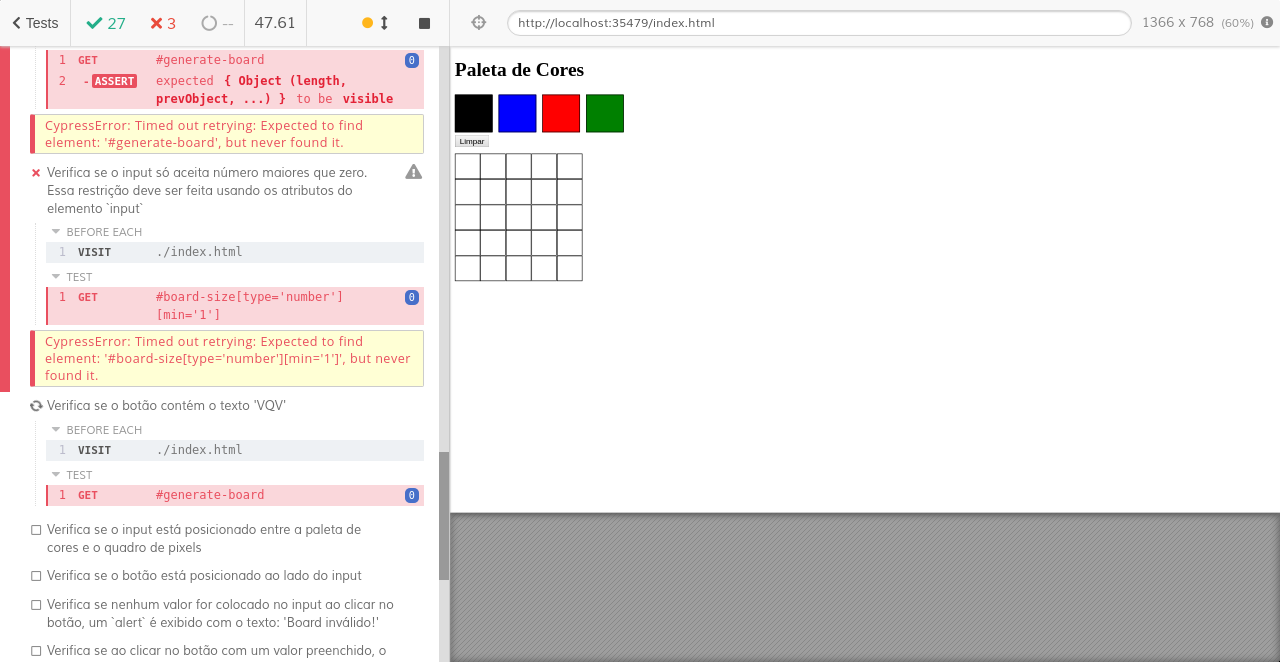 Tests 27 3 -- 47.61
http://localhost:35479/index.html 1366 x 768 (60%)
1 GET #generate-board 0
2 -ASSERT expected { Object (length,
prevObject, ...) } to be visible
CypressError: Timed out retrying: Expected to find
element: '#generate-board', but never found it.
Verifica se o input só aceita número maiores que zero.
Essa restrição deve ser feita usando os atributos do
elemento `input`
BEFORE EACH
1 VISIT ./index.html
TEST
1 GET #board-size[type='number'] 0
[min='1']
CypressError: Timed out retrying: Expected to find
element: '#board-size[type='number'][min='1']', but never
found it.
Verifica se o botão contém o texto 'VQV'
BEFORE EACH
1 VISIT ./index.html
TEST
1 GET #generate-board 0
Verifica se o input está posicionado entre a paleta de
cores e o quadro de pixels
Verifica se o botão está posicionado ao lado do input
Verifica se nenhum valor for colocado no input ao clicar no
botão, um `alert` é exibido com o texto: 'Board inválido!'
Verifica se ao clicar no botão com um valor preenchido, o
Paleta de Cores
Limpar